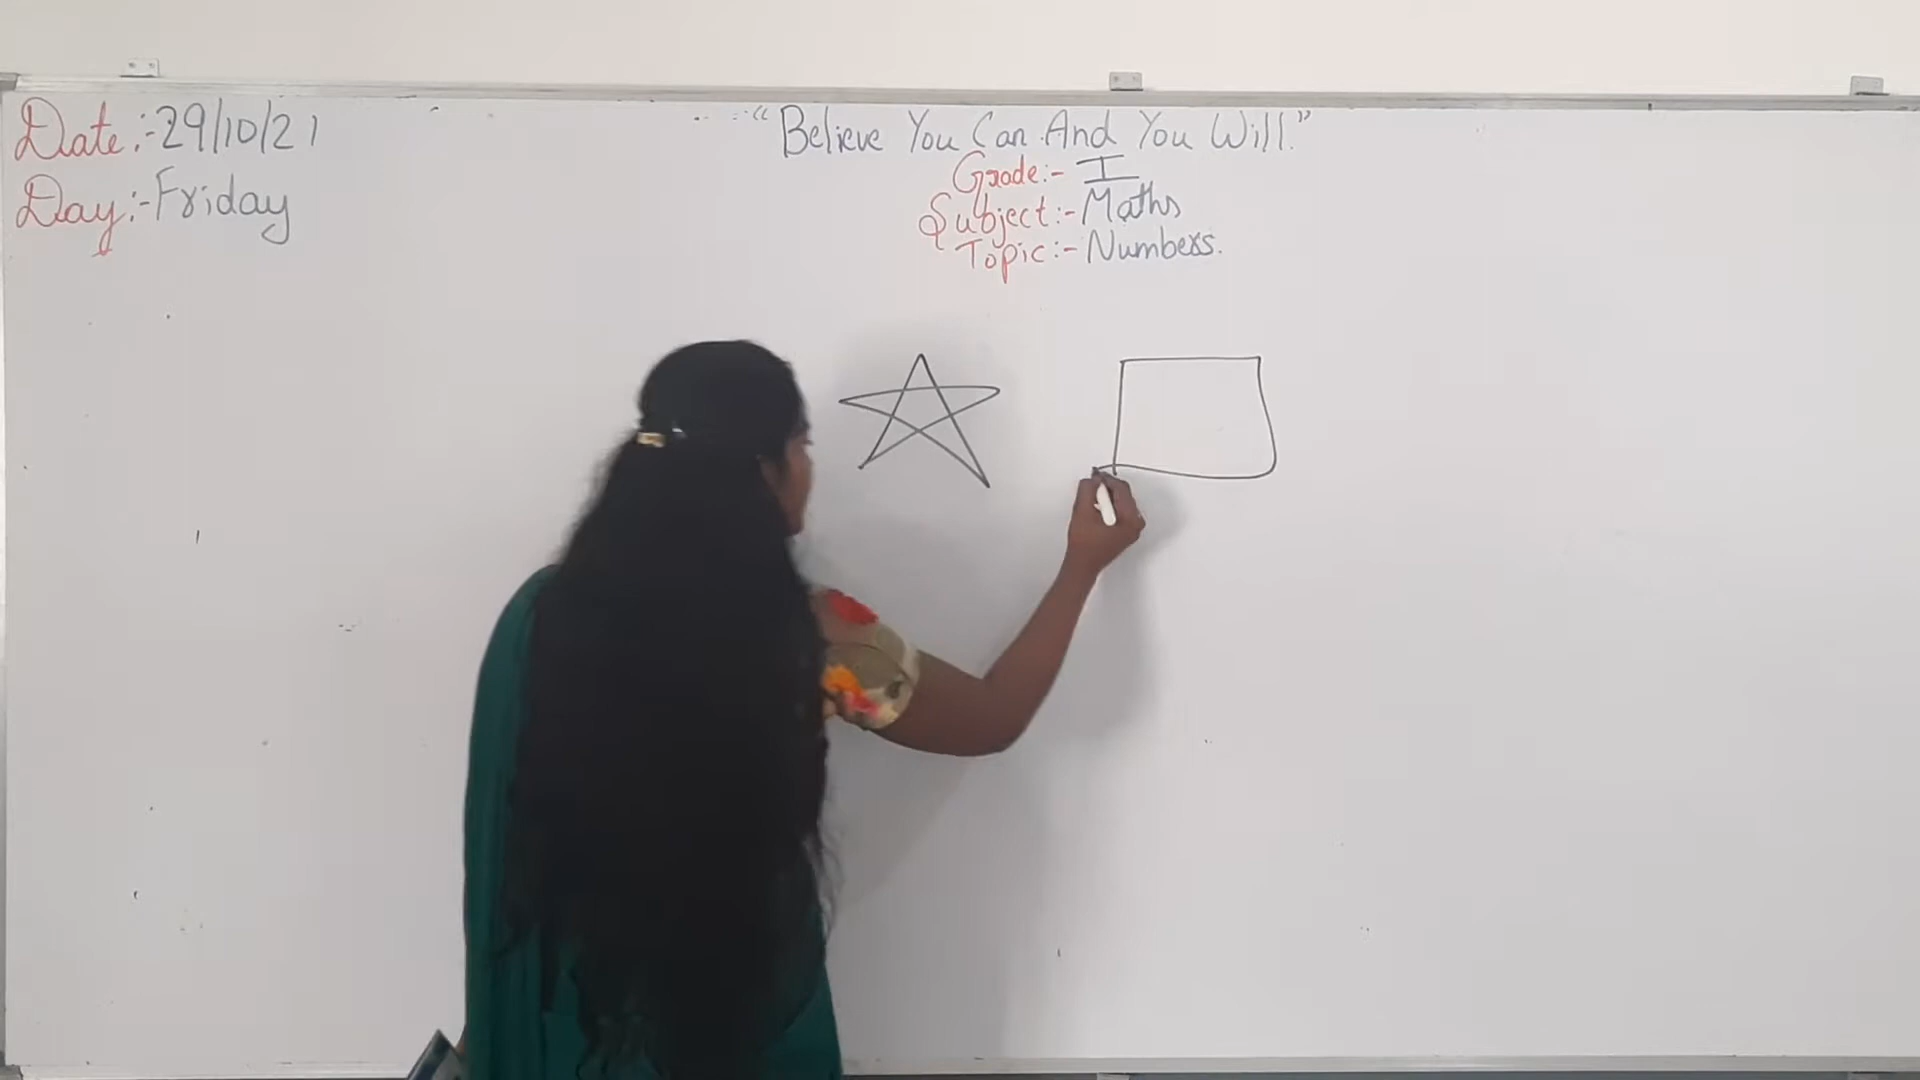 Date:-29/10/21
Day:-Friday
"Believe You Can And You Will."
Grade:- I
Subject:- Maths
Topic:- Numbers.